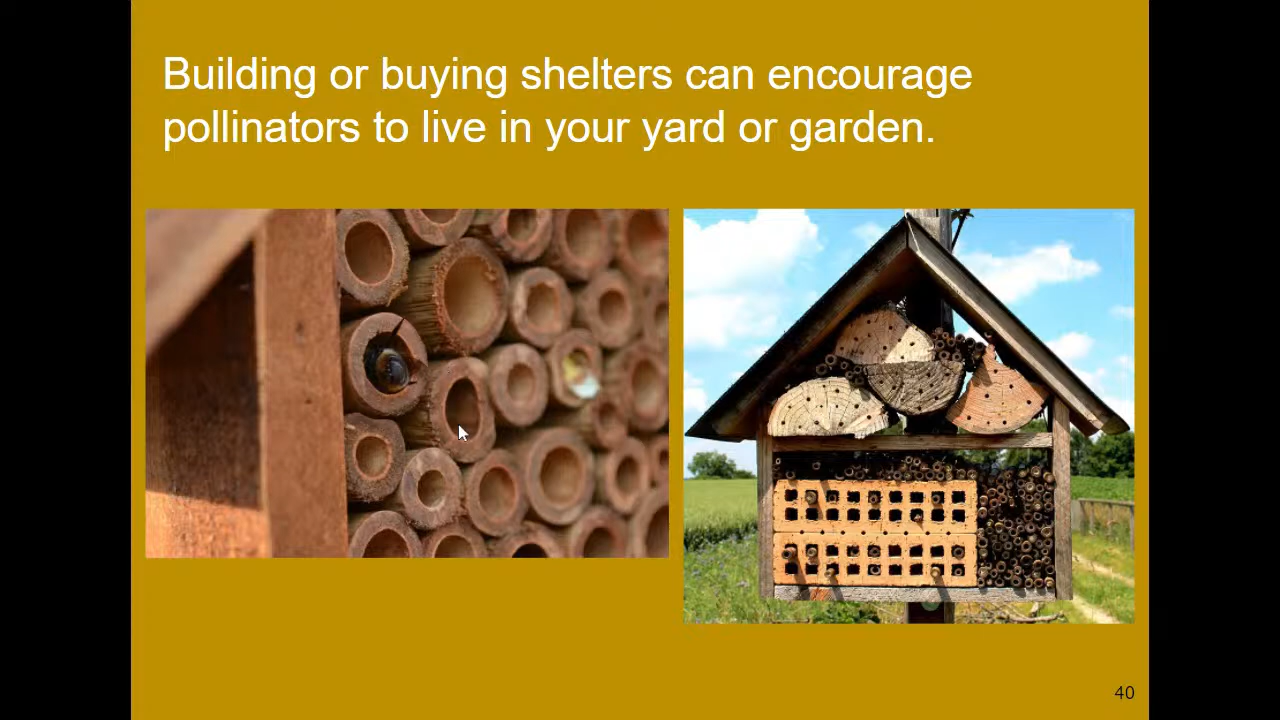 Building or buying shelters can encourage
pollinators to live in your yard or garden.
40